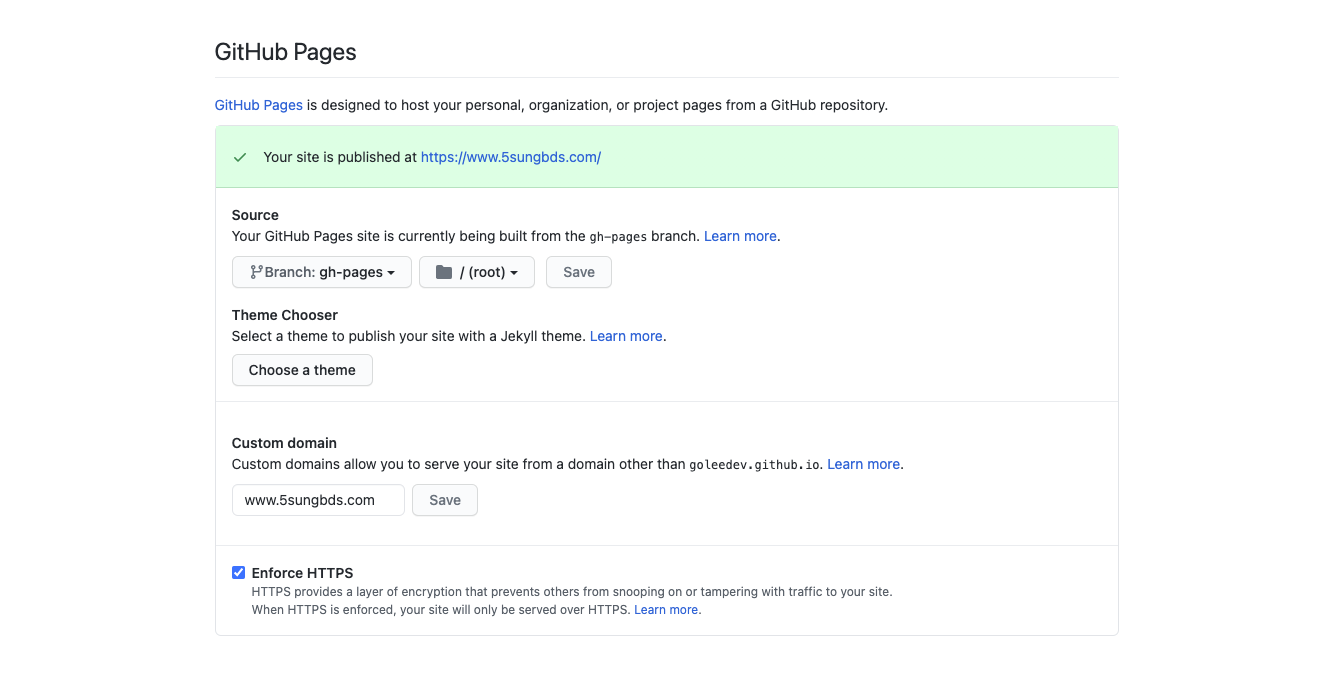 GitHub Pages
GitHub Pages is designed to host your personal, organization, or project pages from a GitHub repository.
Your site is published at https://www.5sungbds.com/
Source
Your GitHub Pages site is currently being built from the gh-pages branch. Learn more.
Branch: gh-pages / (root) Save
Theme Chooser
Select a theme to publish your site with a Jekyll theme. Learn more.
Choose a theme
Custom domain
Custom domains allow you to serve your site from a domain other than goleedev.github.io. Learn more.
www.5sungbds.com Save
Enforce HTTPS
HTTPS provides a layer of encryption that prevents others from snooping on or tampering with traffic to your site.
When HTTPS is enforced, your site will only be served over HTTPS. Learn more.